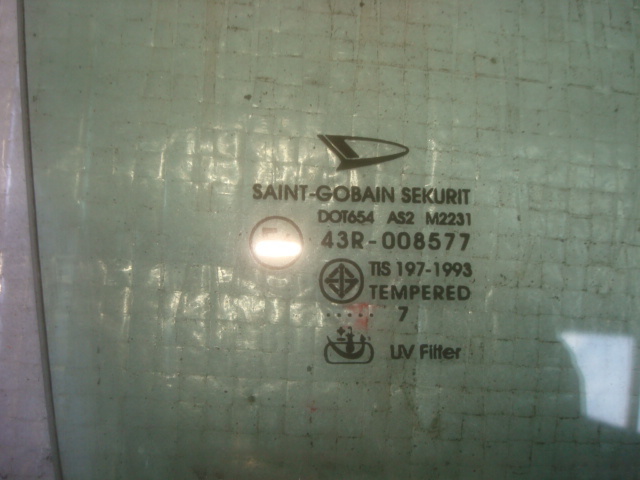 SAINT-GOBAIN SEKURIT
DOT654 AS2 M2231
43R-008577
TIS 197-1993
TEMPERED
..... 7
UV Filter